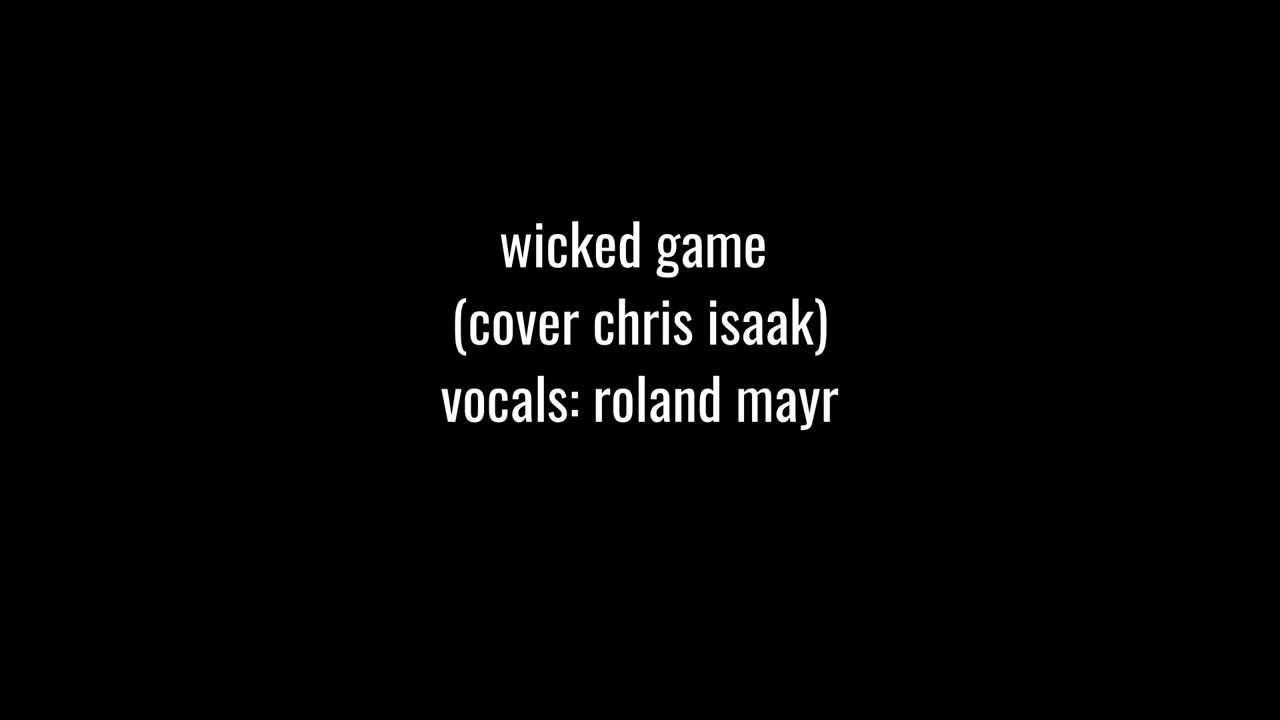 wicked game
(cover chris isaak)
vocals: roland mayr